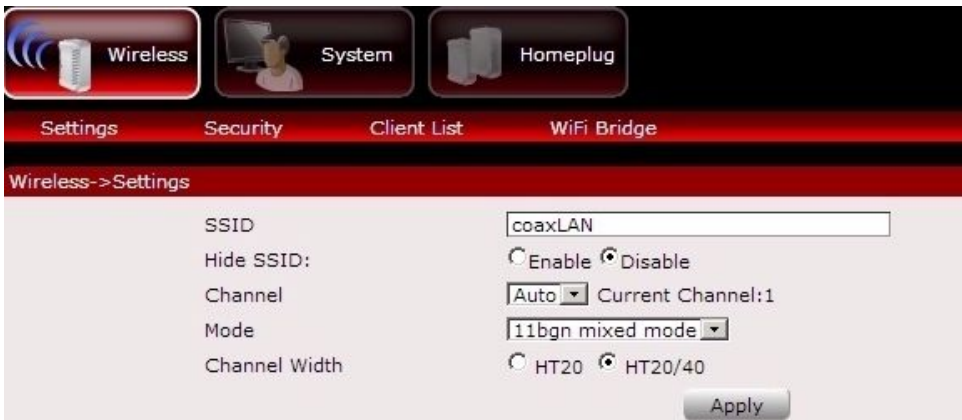 Wireless System Homeplug
Settings Security Client List WiFi Bridge
Wireless->Settings
SSID coaxLAN
Hide SSID: Enable Disable
Channel Auto Current Channel:1
Mode 11bgn mixed mode
Channel Width HT20 HT20/40
Apply